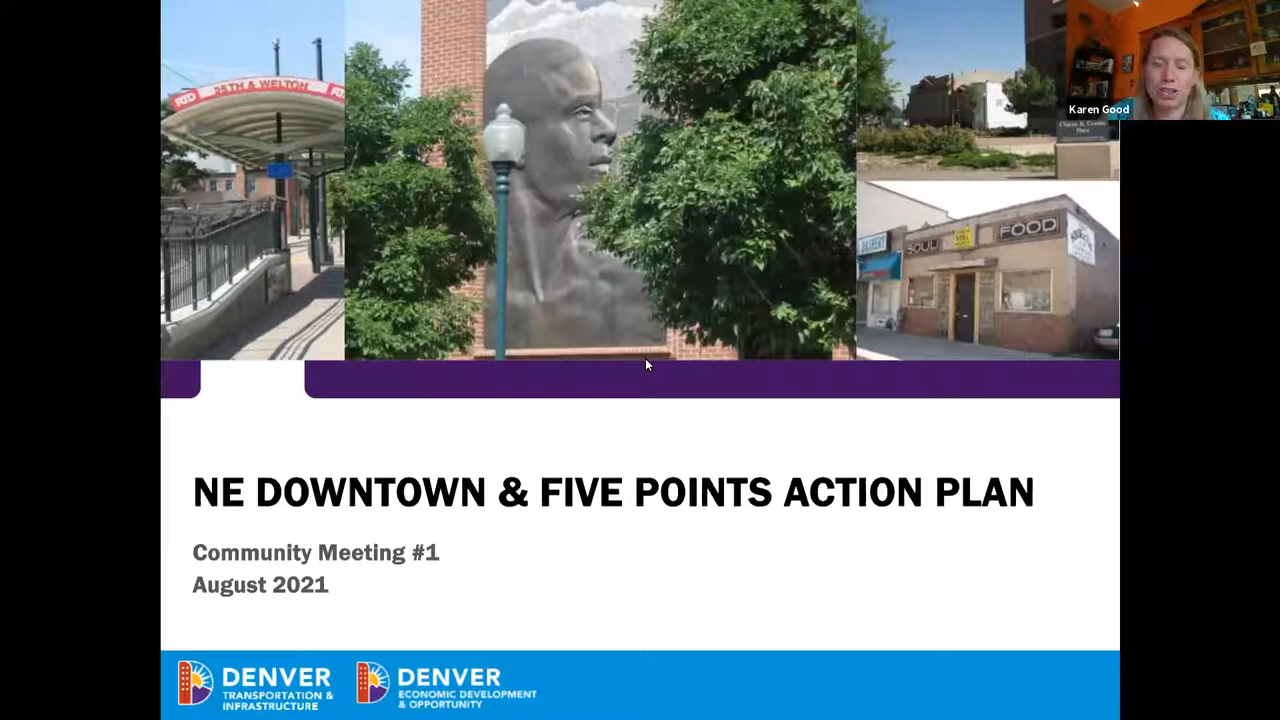 RTD 25TH & WELTON
Karen Good
SOUL FOOD
NE DOWNTOWN & FIVE POINTS ACTION PLAN
Community Meeting #1
August 2021
DENVER
TRANSPORTATION &
INFRASTRUCTURE
DENVER
ECONOMIC DEVELOPMENT
& OPPORTUNITY